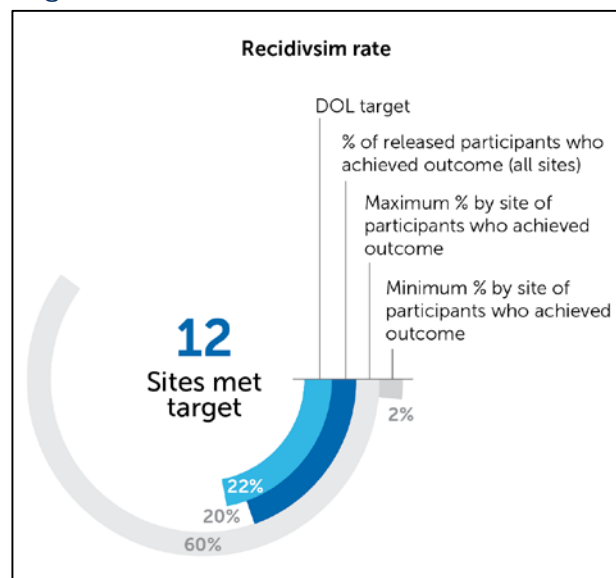 Recidivsim rate
DOL target
% of released participants who
achieved outcome (all sites)
Maximum % by site of
participants who achieved
outcome
Minimum % by site of
participants who achieved
outcome
12
Sites met
target
2%
22%
20%
60%